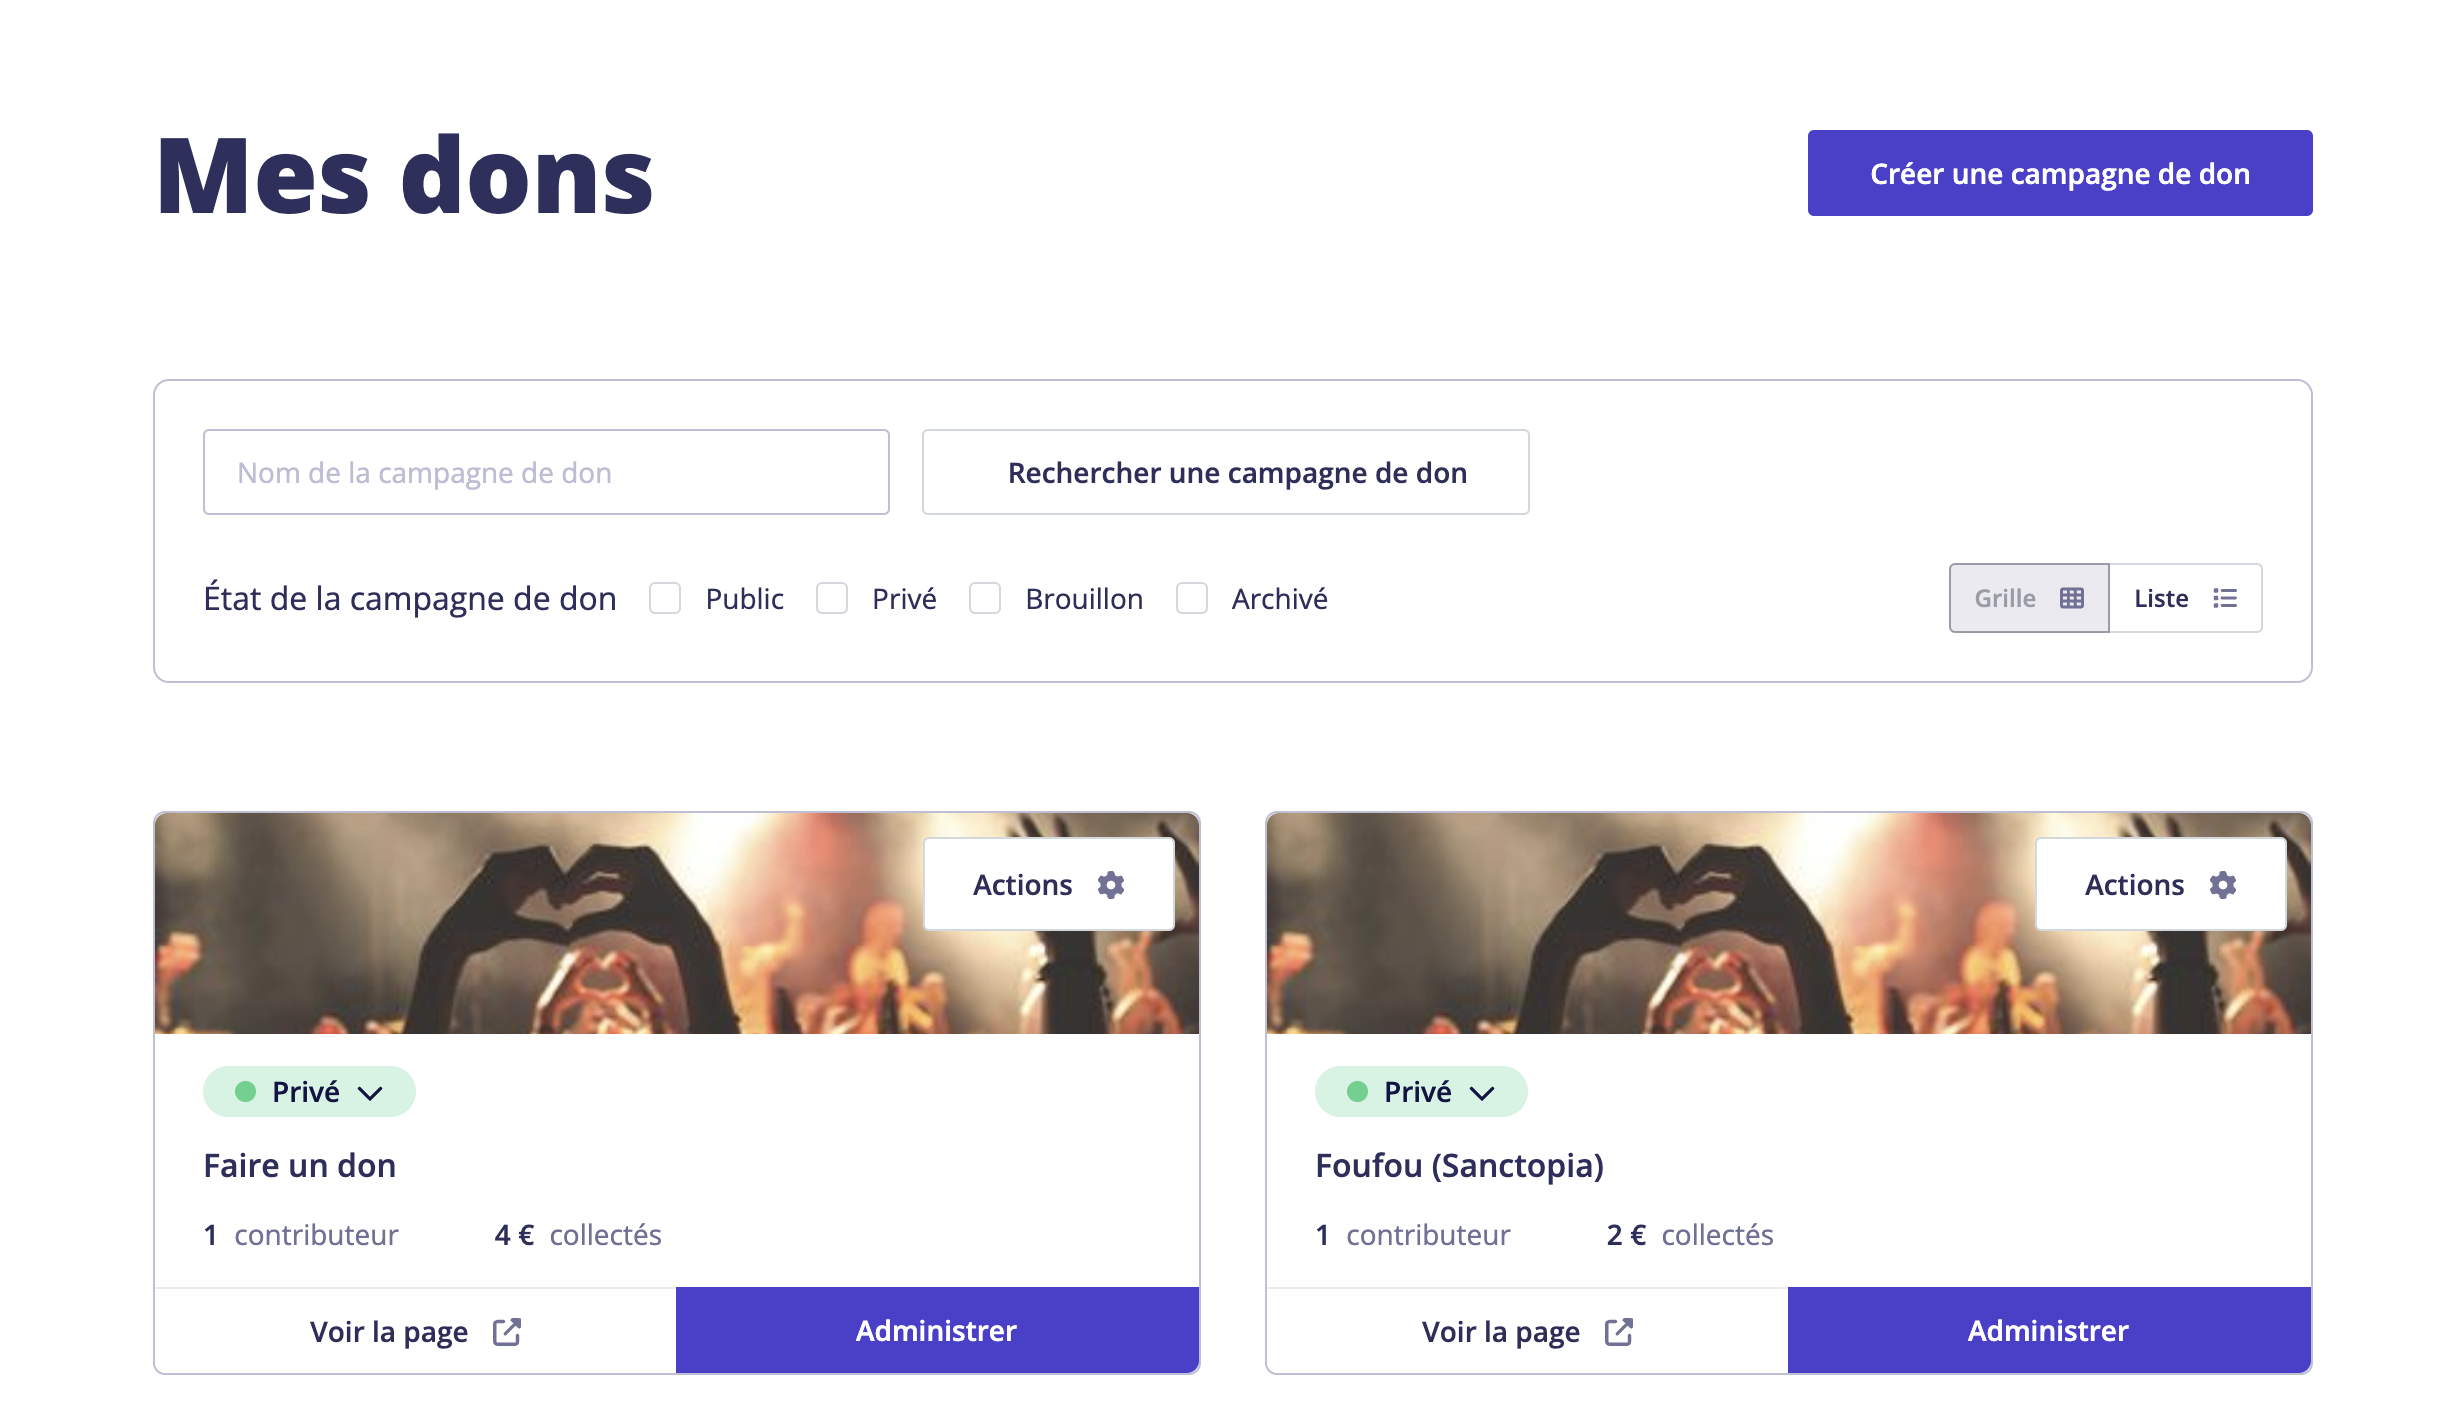 Mes dons
Créer une campagne de don
Nom de la campagne de don
Rechercher une campagne de don
État de la campagne de don
Public
Privé
Brouillon
Archivé
Grille
Liste
Actions
Privé
Faire un don
1 contributeur
4 € collectés
Voir la page
Administrer
Actions
Privé
Foufou (Sanctopia)
1 contributeur
2 € collectés
Voir la page
Administrer